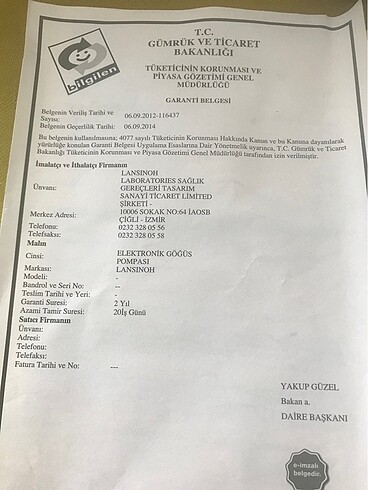 bilgilen
T.C.
GÜMRÜK VE TİCARET
BAKANLIĞI
TÜKETİCİNİN KORUNMASI VE
PİYASA GÖZETİMİ GENEL
MÜDÜRLÜĞÜ
GARANTİ BELGESİ
Belgenin Veriliş Tarihi ve
Sayısı: 06.09.2012-116437
Belgenin Geçerlilik Tarihi: 06.09.2014
Bu belgenin kullanılmasına; 4077 sayılı Tüketicinin Korunması Hakkında Kanun ve bu Kanuna dayanılarak
yürürlüğe konulan Garanti Belgesi Uygulama Esaslarına Dair Yönetmelik uyarınca, T.C. Gümrük ve Ticaret
Bakanlığı Tüketicinin Korunması ve Piyasa Gözetimi Genel Müdürlüğü tarafından izin verilmiştir.
İmalatçı ve İthalatçı Firmanın
LANSINOH
LABORATORIES SAĞLIK
Ünvanı: GEREÇLERİ TASARIM
SANAYİ TİCARET LİMİTED
ŞİRKETİ -
Merkez Adresi: 10006 SOKAK NO:64 İAOSB
ÇİĞLİ - İZMİR
Telefonu: 0232 328 05 56
Telefaksı: 0232 328 05 58
Malın
Cinsi: ELEKTRONİK GÖĞÜS
POMPASI
Markası: LANSINOH
Modeli: -
Bandrol ve Seri No: --
Teslim Tarihi ve Yeri: -
Garanti Suresi: 2 Yıl
Azami Tamir Suresi: 20İş Günü
Satıcı Firmanın
Ünvanı:
Adresi:
Telefonu:
Telefaksı:
Fatura Tarihi ve No: ---
YAKUP GÜZEL
Bakan a.
DAİRE BAŞKANI
e-imzalı
belgedir.